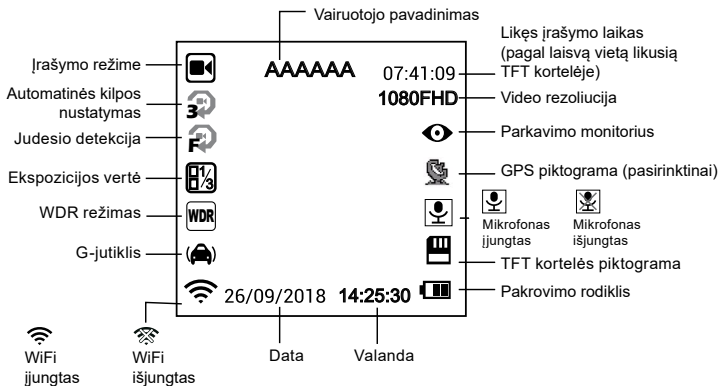 Vairuotojo pavadinimas
Likęs įrašymo laikas
(pagal laisvą vietą likusią
TFT kortelėje)
Įrašymo režime
AAAAAA
07:41:09
Automatinės kilpos
nustatymas
3
1080FHD
Video rezoliucija
Judesio detekcija
F
Parkavimo monitorius
Ekspozicijos vertė
1/3
GPS piktograma (pasirinktinai)
WDR režimas
WDR
Mikrofonas
įjungtas
Mikrofonas
išjungtas
G-jutiklis
TFT kortelės piktograma
26/09/2018
14:25:30
Pakrovimo rodiklis
WiFi
įjungtas
WiFi
išjungtas
Data
Valanda